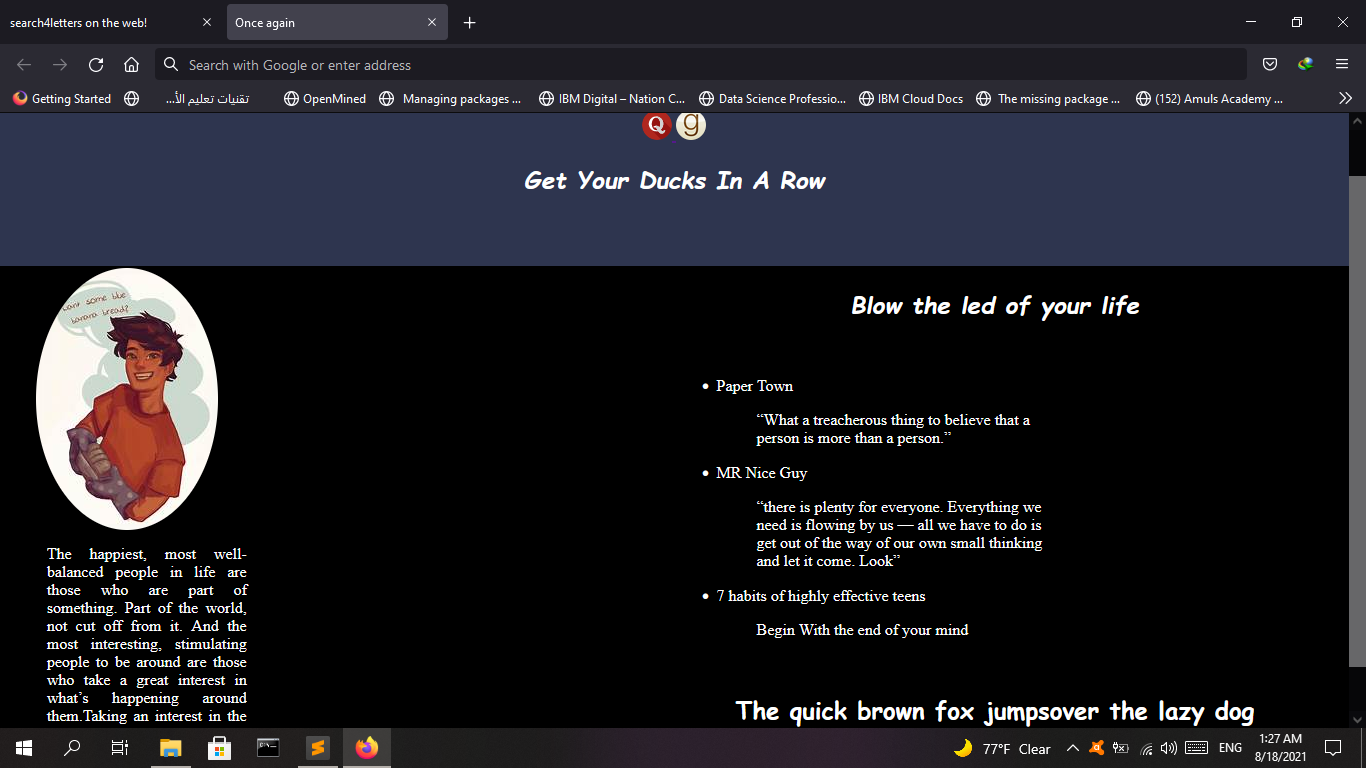 search4letters on the web!
Once again
Search with Google or enter address
Getting Started
تقنيات تعليم الأ...
OpenMined
Managing packages ...
IBM Digital – Nation C...
Data Science Professio...
IBM Cloud Docs
The missing package ...
(152) Amuls Academy ...
Q g
Get Your Ducks In A Row
want some blue
banana bread?
Blow the led of your life
Paper Town
“What a treacherous thing to believe that a
person is more than a person.”
MR Nice Guy
“there is plenty for everyone. Everything we
need is flowing by us — all we have to do is
get out of the way of our own small thinking
and let it come. Look”
7 habits of highly effective teens
Begin With the end of your mind
The happiest, most well-
balanced people in life are
those who are part of
something. Part of the world,
not cut off from it. And the
most interesting, stimulating
people to be around are those
who take a great interest in
what’s happening around
them.Taking an interest in the
The quick brown fox jumpsover the lazy dog
77°F Clear
ENG
1:27 AM
8/18/2021